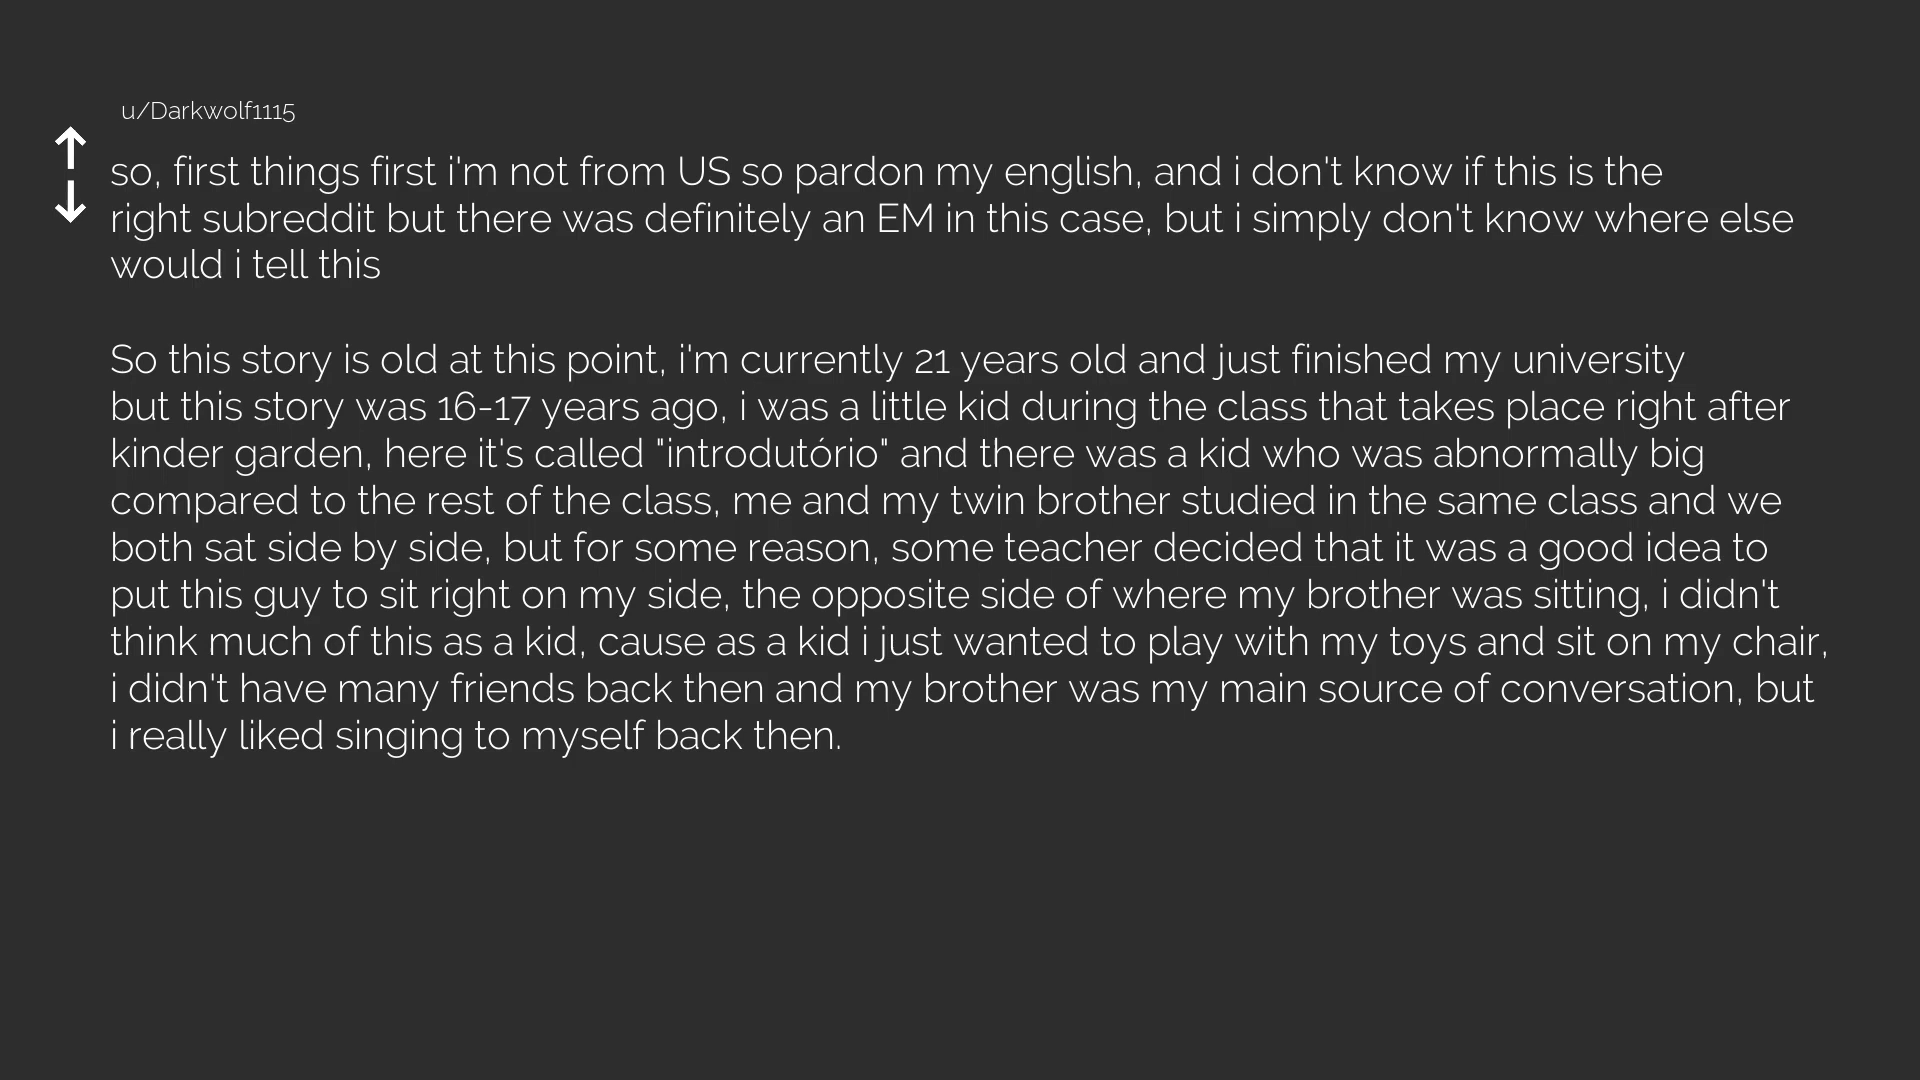 u/Darkwolf1115
so, first things first i'm not from US so pardon my english, and i don't know if this is the
right subreddit but there was definitely an EM in this case, but i simply don't know where else
would i tell this
So this story is old at this point, i'm currently 21 years old and just finished my university
but this story was 16-17 years ago, i was a little kid during the class that takes place right after
kinder garden, here it's called "introdutório" and there was a kid who was abnormally big
compared to the rest of the class, me and my twin brother studied in the same class and we
both sat side by side, but for some reason, some teacher decided that it was a good idea to
put this guy to sit right on my side, the opposite side of where my brother was sitting, i didn't
think much of this as a kid, cause as a kid i just wanted to play with my toys and sit on my chair,
i didn't have many friends back then and my brother was my main source of conversation, but
i really liked singing to myself back then.